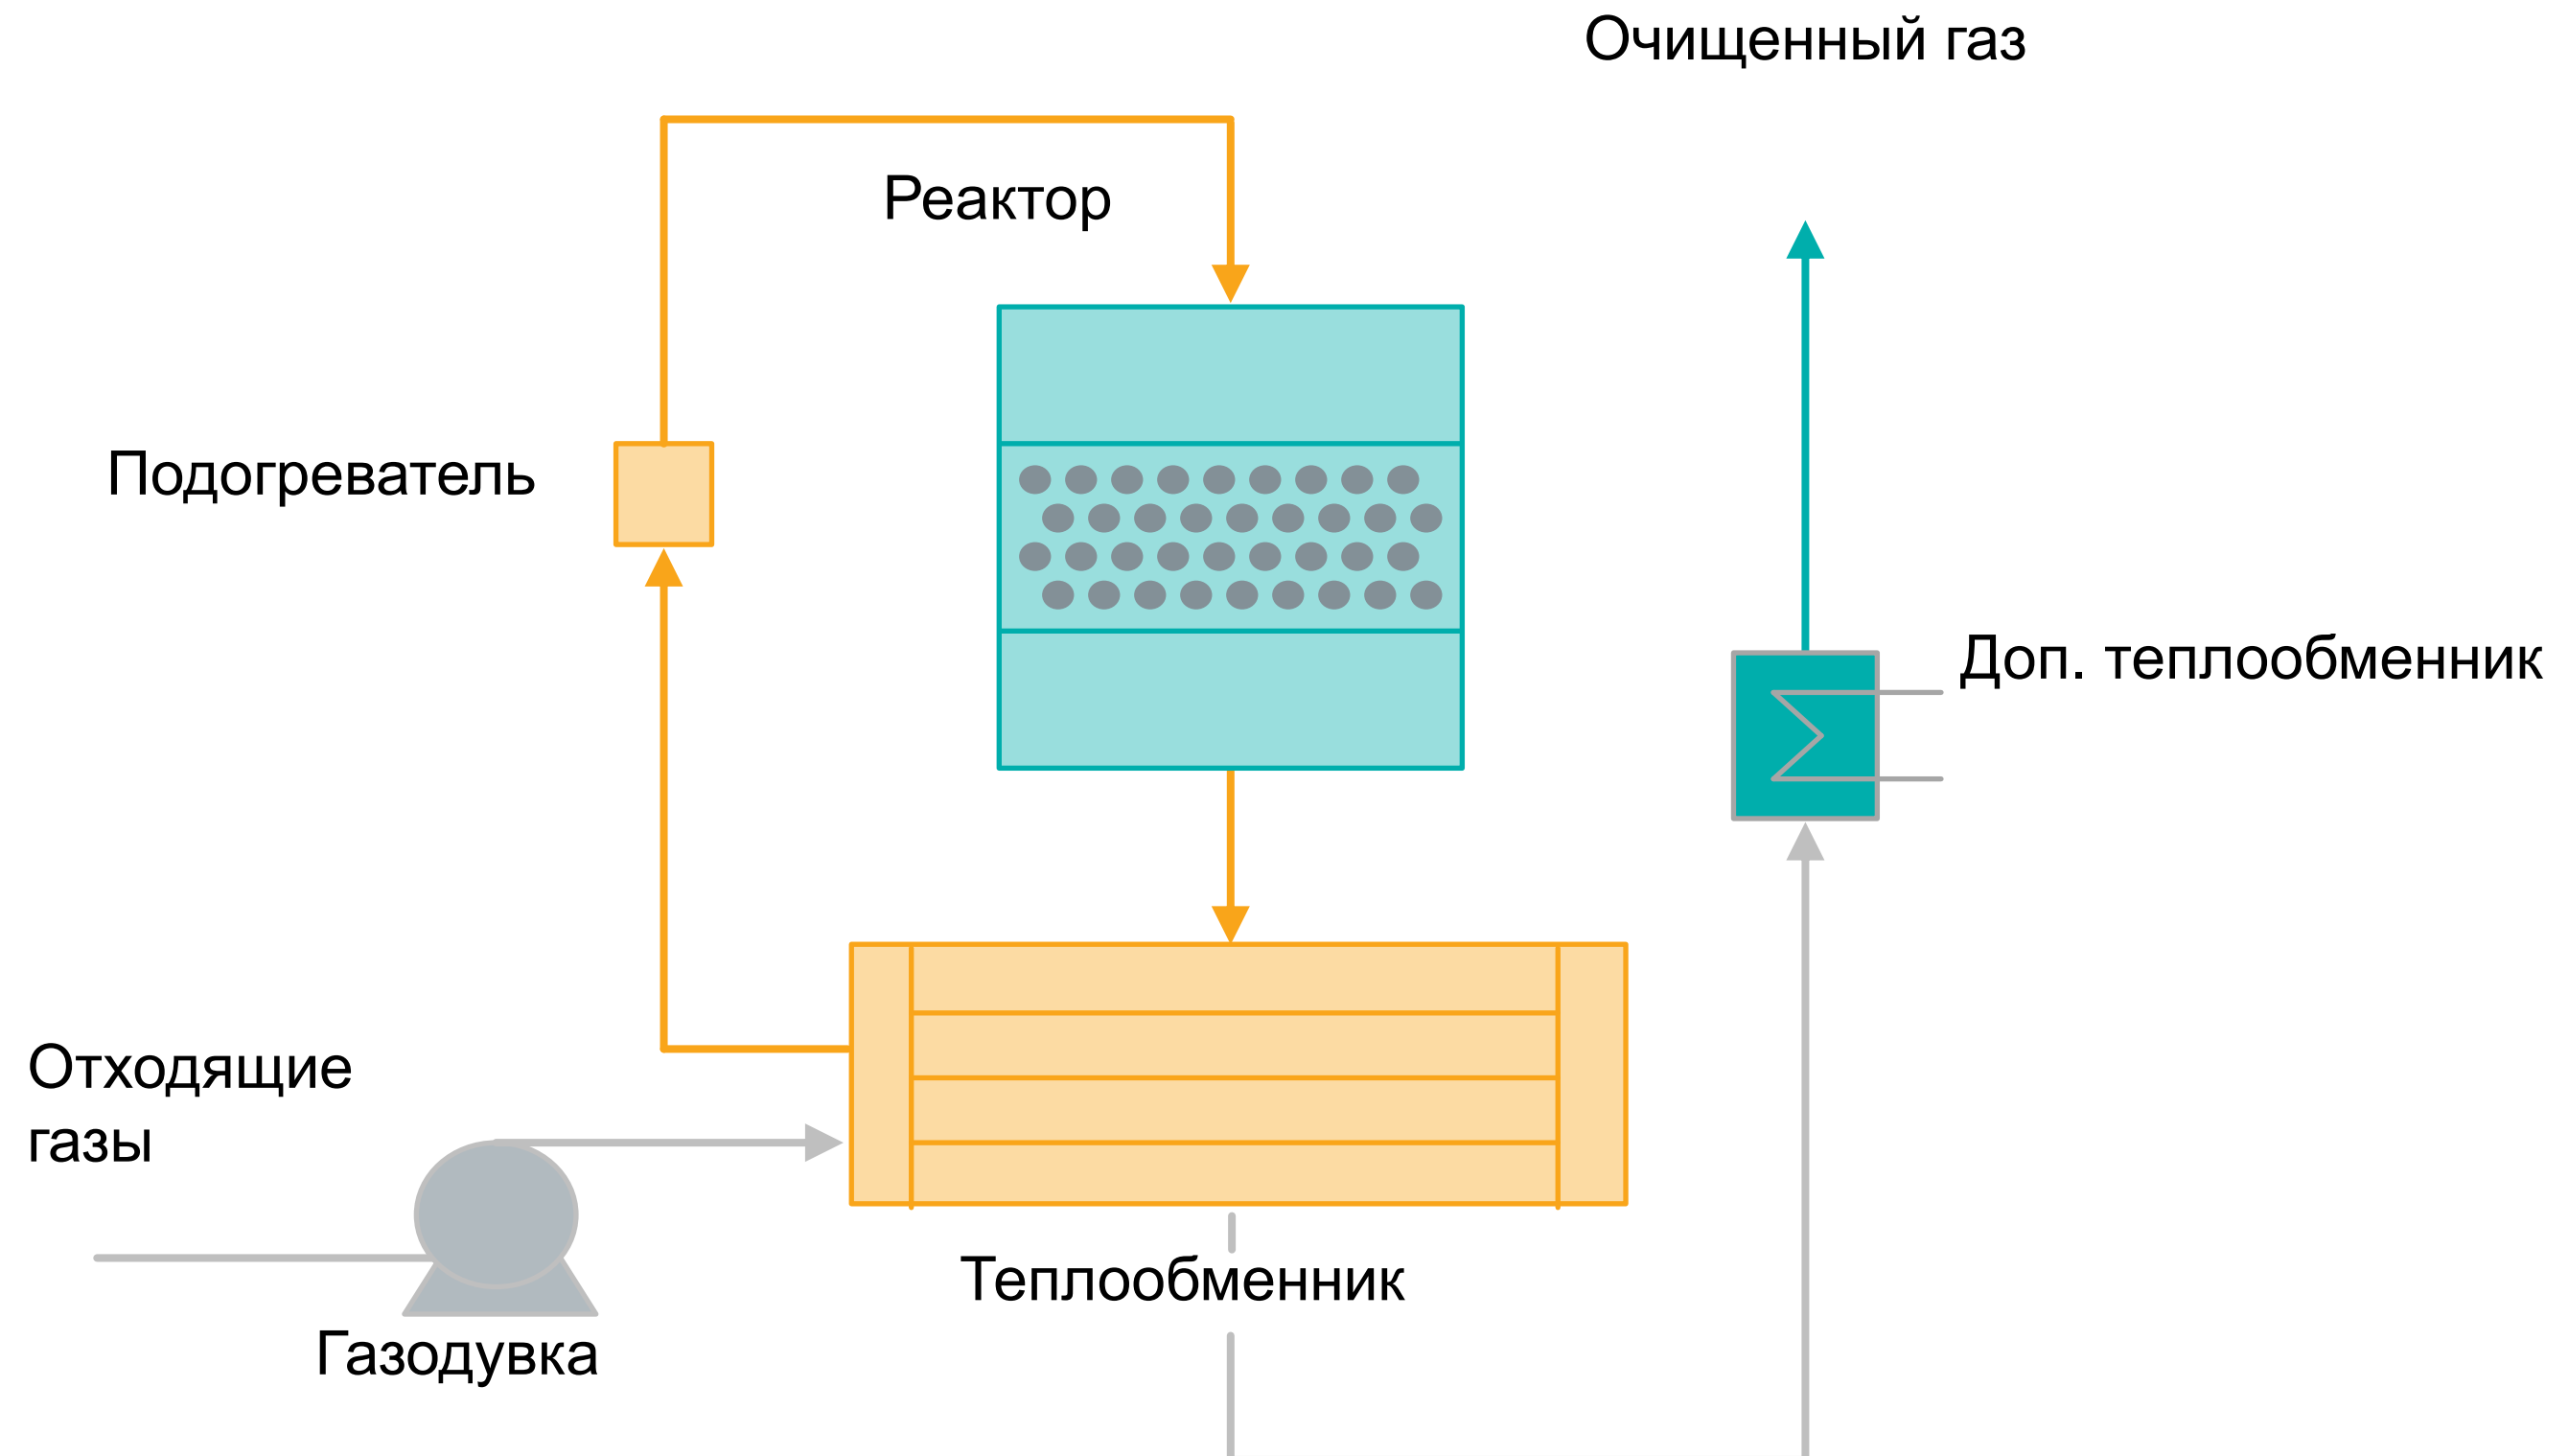 Очищенный газ
Реактор
Подогреватель
Доп. теплообменник
Отходящие
газы
Теплообменник
Газодувка